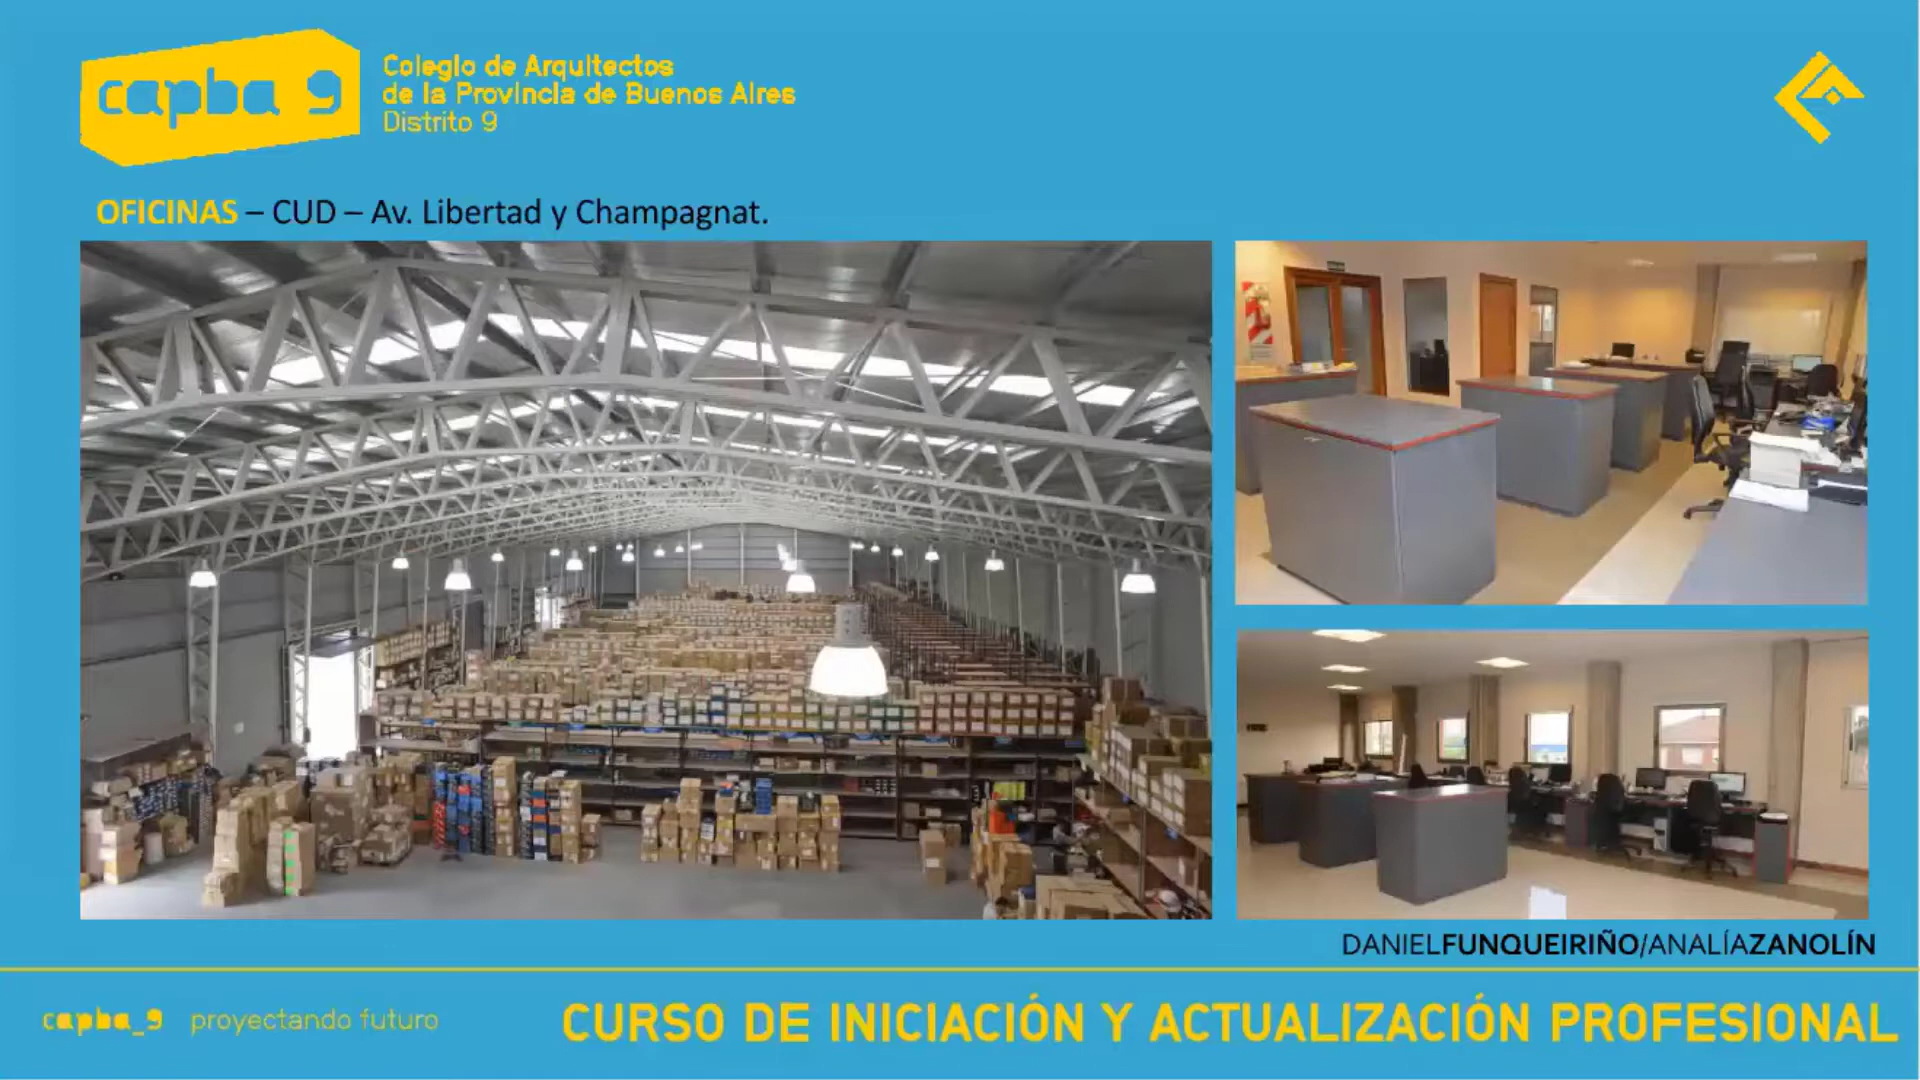 capba 9
Colegio de Arquitectos
de la Provincia de Buenos Aires
Distrito 9
OFICINAS – CUD – Av. Libertad y Champagnat.
DANIELFUNQUEIRIÑO/ANALÍAZANOLÍN
capba_9 proyectando futuro
CURSO DE INICIACIÓN Y ACTUALIZACIÓN PROFESIONAL